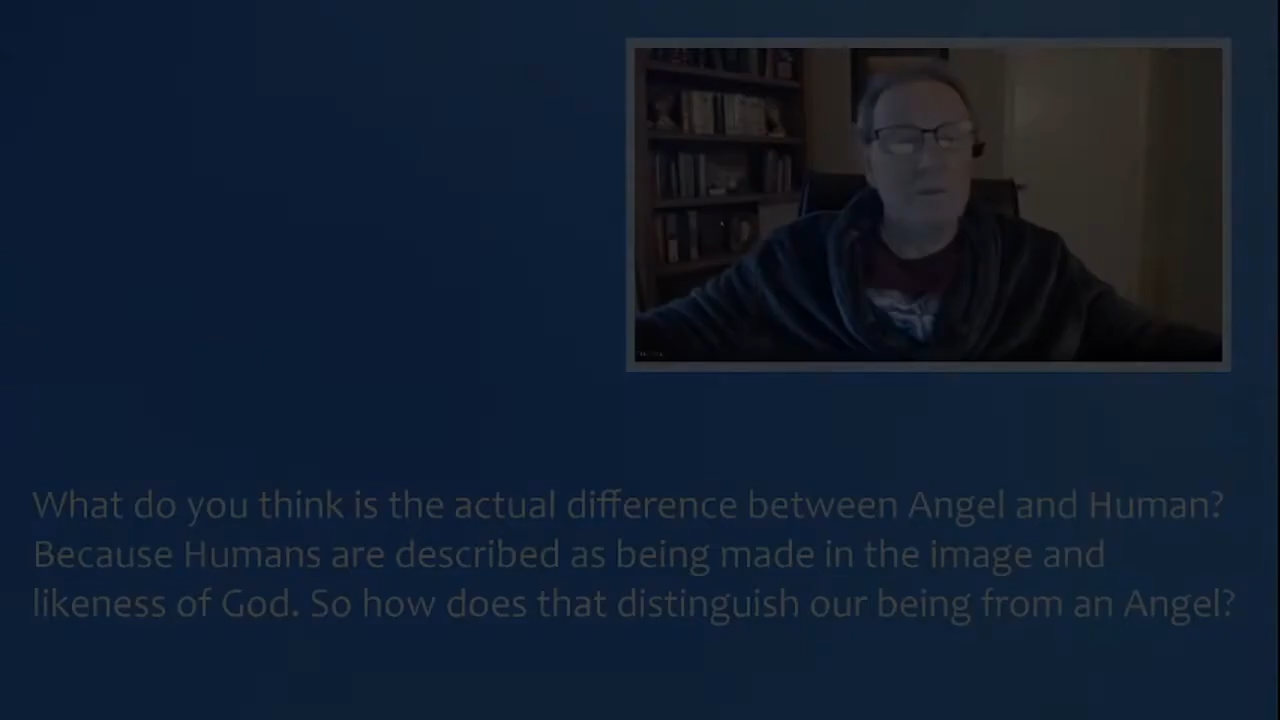 What do you think is the actual difference between Angel and Human?
Because Humans are described as being made in the image and
likeness of God. So how does that distinguish our being from an Angel?